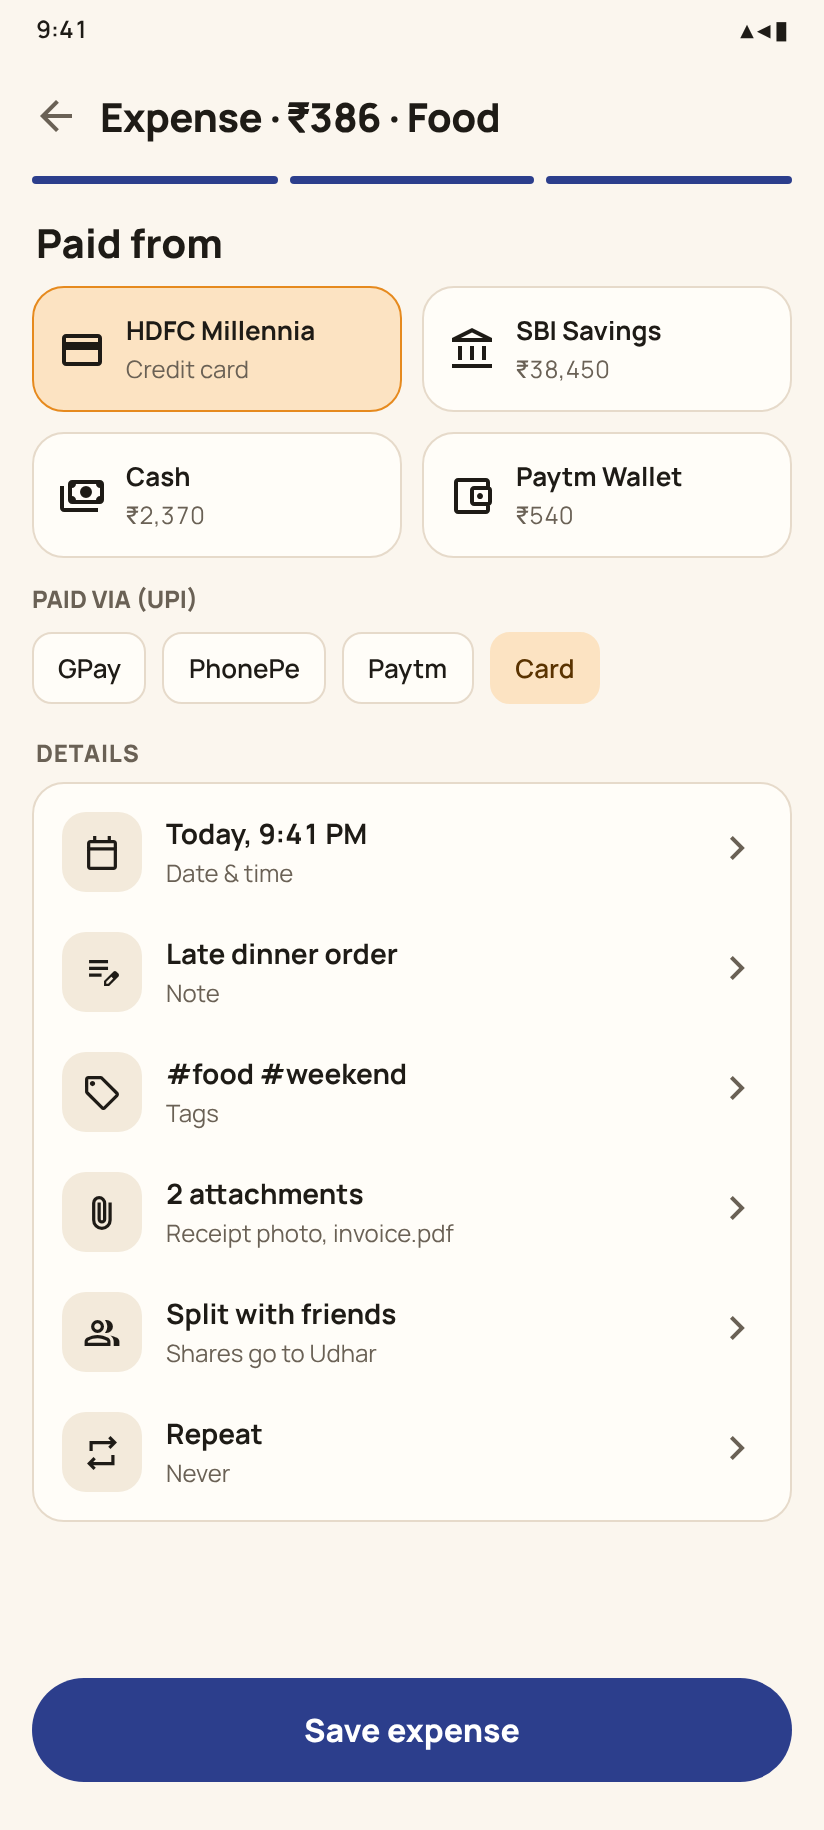 9:41
Expense · ₹386 · Food
Paid from
HDFC Millennia
Credit card
SBI Savings
₹38,450
Cash
₹2,370
Paytm Wallet
₹540
PAID VIA (UPI)
GPay
PhonePe
Paytm
Card
DETAILS
Today, 9:41 PM
Date & time
Late dinner order
Note
#food #weekend
Tags
2 attachments
Receipt photo, invoice.pdf
Split with friends
Shares go to Udhar
Repeat
Never
Save expense